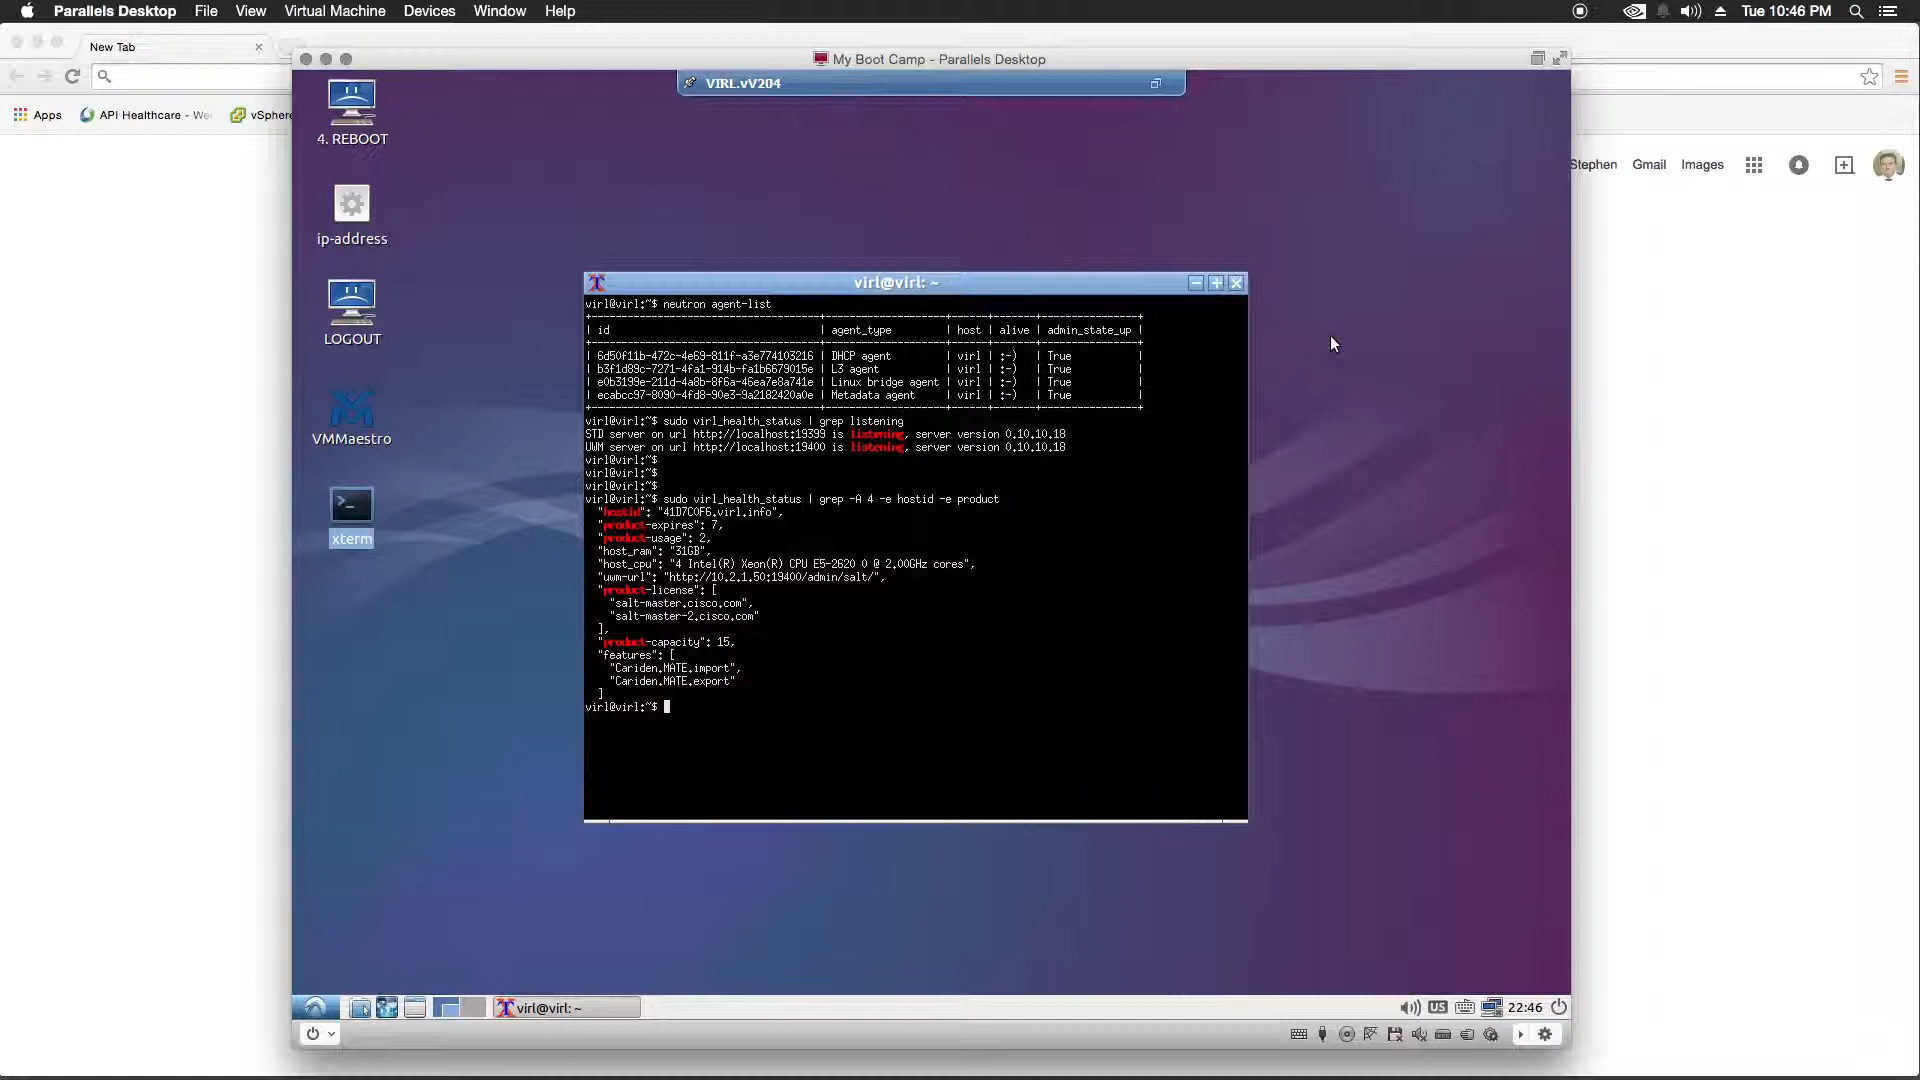 Parallels Desktop File View Virtual Machine Devices Window Help Tue 10:46 PM
New Tab
My Boot Camp - Parallels Desktop
VIRL.vV204
Apps API Healthcare - We vSphere
4. REBOOT
Stephen Gmail Images
ip-address
LOGOUT
VMMaestro
xterm
virl@virl: ~
virl@virl:~$ neutron agent-list
+--------------------------------------+--------------------+------+-------+----------------+
| id | agent_type | host | alive | admin_state_up |
+--------------------------------------+--------------------+------+-------+----------------+
| 6d50f11b-472c-4e69-811f-a3e774103216 | DHCP agent | virl | :-) | True |
| b3f1d89c-7271-4fa1-914b-fa1b6679015e | L3 agent | virl | :-) | True |
| e0b3199e-211d-4a8b-8f6a-46ea7e8a741e | Linux bridge agent | virl | :-) | True |
| ecabcc97-8090-4fd8-90e3-9a2182420a0e | Metadata agent | virl | :-) | True |
+--------------------------------------+--------------------+------+-------+----------------+
virl@virl:~$ sudo virl_health_status | grep listening
STD server on url http://localhost:19399 is listening, server version 0.10.10.18
UWM server on url http://localhost:19400 is listening, server version 0.10.10.18
virl@virl:~$
virl@virl:~$
virl@virl:~$
virl@virl:~$ sudo virl_health_status | grep -A 4 -e hostid -e product
"hostid": "41D7C0F6.virl.info",
"product-expires": 7,
"product-usage": 2,
"host_ram": "31GB",
"host_cpu": "4 Intel(R) Xeon(R) CPU E5-2620 0 @ 2.00GHz cores",
"uwm-url": "http://10.2.1.50:19400/admin/salt/",
"product-license": [
"salt-master.cisco.com",
"salt-master-2.cisco.com"
],
"product-capacity": 15,
"features": [
"Cariden.MATE.import",
"Cariden.MATE.export"
]
virl@virl:~$
virl@virl: ~
US 22:46